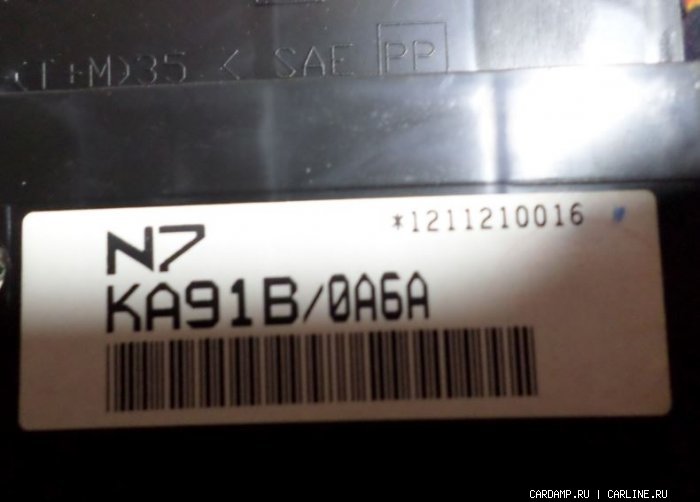 (T+M)35 < SAE PP
*1211210016
N7
KA91B/0A6A
CARDAMP.RU | CARLINE.RU